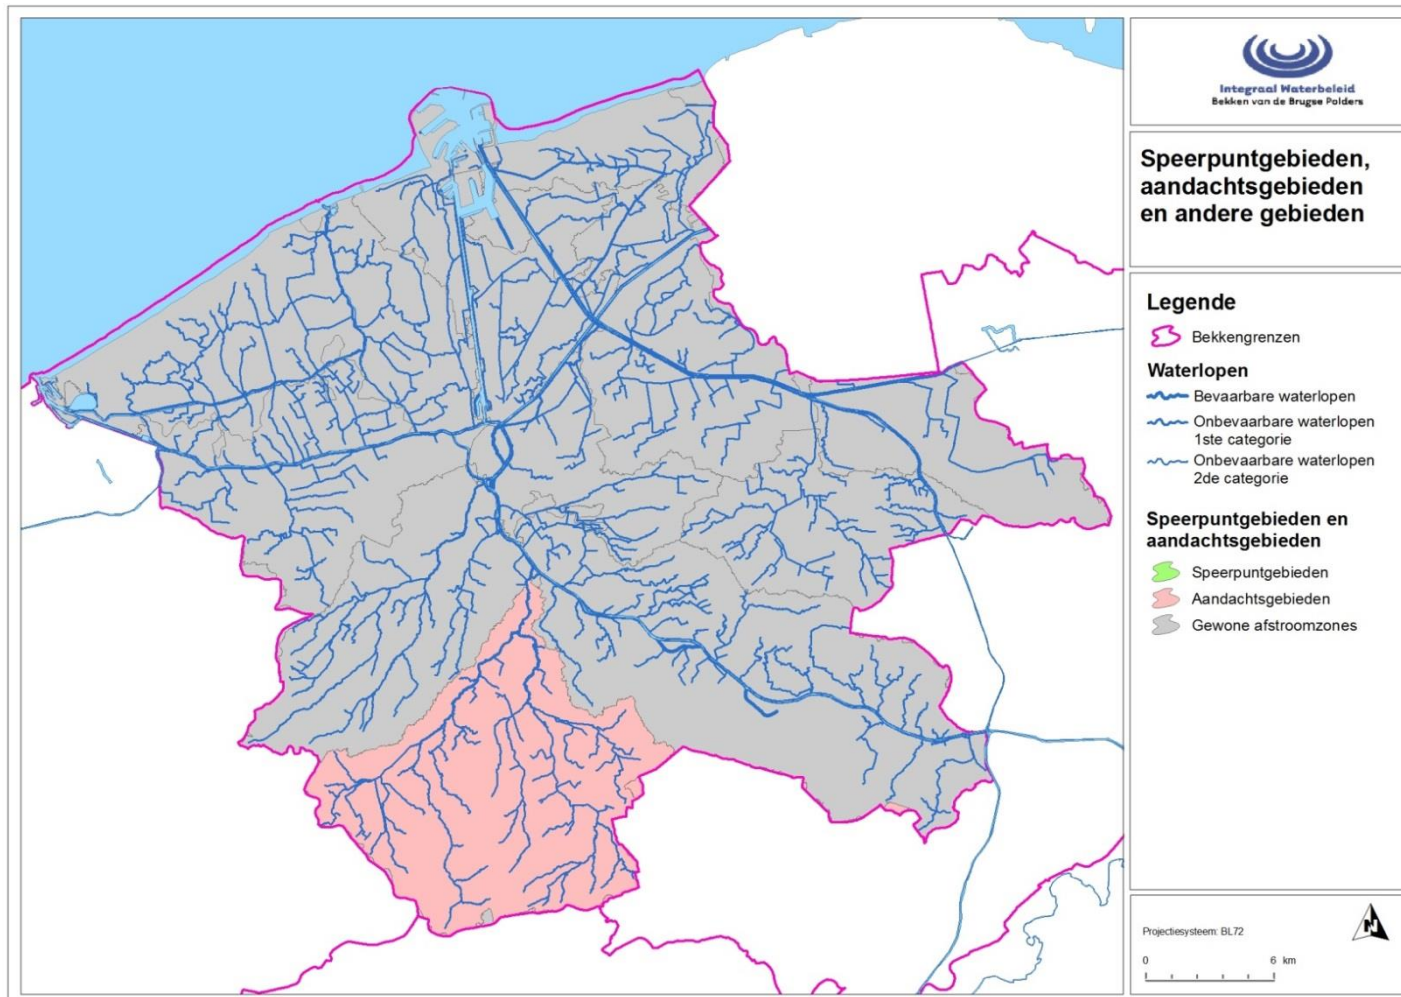 Integraal Waterbeleid
Bekken van de Brugse Polders
Speerpuntgebieden,
aandachtsgebieden
en andere gebieden
Legende
Bekkengrenzen
Waterlopen
Bevaarbare waterlopen
Onbevaarbare waterlopen
1ste categorie
Onbevaarbare waterlopen
2de categorie
Speerpuntgebieden en
aandachtsgebieden
Speerpuntgebieden
Aandachtsgebieden
Gewone afstroomzones
Projectiesysteem: BL72
N
0 6 km